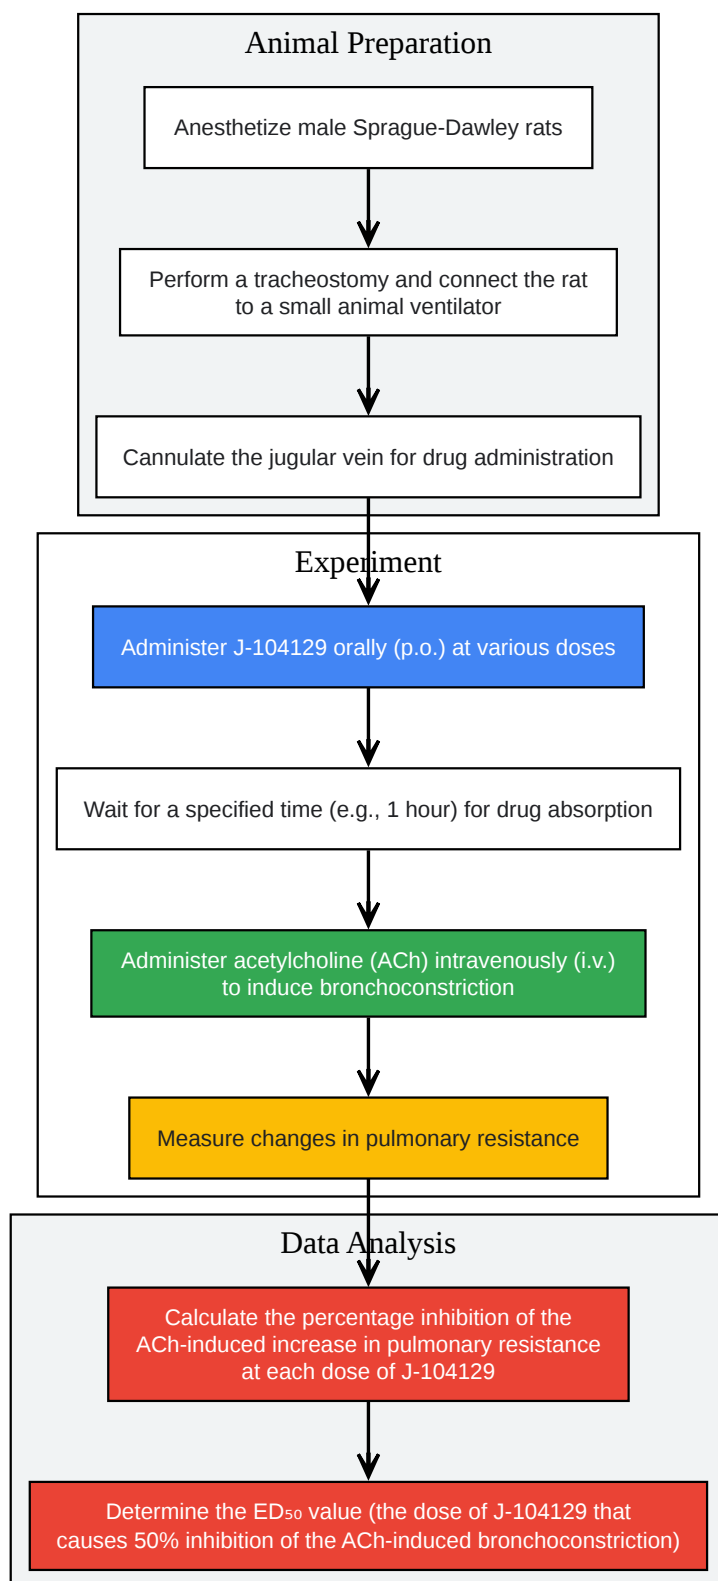 Animal Preparation
Anesthetize male Sprague-Dawley rats
Perform a tracheostomy and connect the rat
to a small animal ventilator
Cannulate the jugular vein for drug administration
Experiment
Administer J-104129 orally (p.o.) at various doses
Wait for a specified time (e.g., 1 hour) for drug absorption
Administer acetylcholine (ACh) intravenously (i.v.)
to induce bronchoconstriction
Measure changes in pulmonary resistance
Data Analysis
Calculate the percentage inhibition of the
ACh-induced increase in pulmonary resistance
at each dose of J-104129
Determine the ED₅₀ value (the dose of J-104129 that
causes 50% inhibition of the ACh-induced bronchoconstriction)